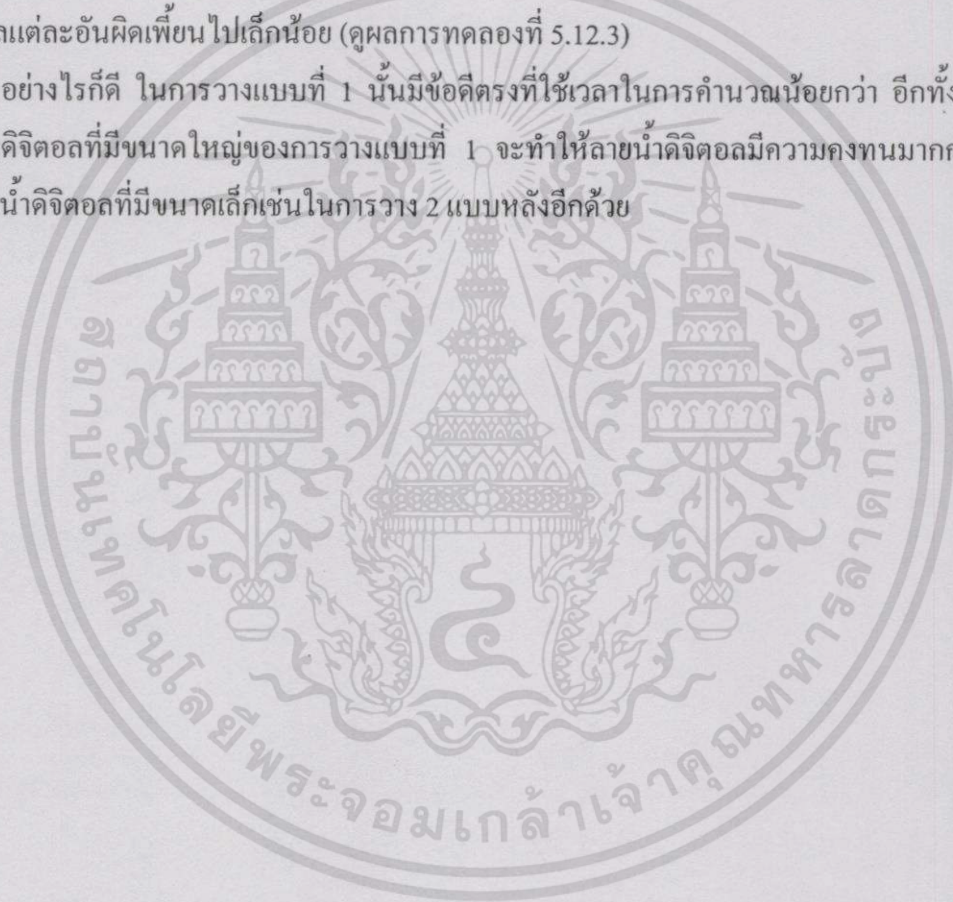 แต่ละอันผิดเพี้ยนไปเล็กน้อย (ดูผลการทดลองที่ 5.12.3)
อย่างไรก็ดี ในการวางแบบที่ 1 นั้นมีข้อดีตรงที่ใช้เวลาในการคำนวณน้อยกว่า อีกทั้ง
ดิจิตอลที่มีขนาดใหญ่ของการวางแบบที่ 1 จะทำให้ลายน้ำดิจิตอลมีความคงทนมาก
น้ำดิจิตอลที่มีขนาดเล็กเช่นในการวาง 2 แบบหลังอีกด้วย
สถาบันเทคโนโลยีพระจอมเกล้าเจ้าคุณทหารลาดกระบัง